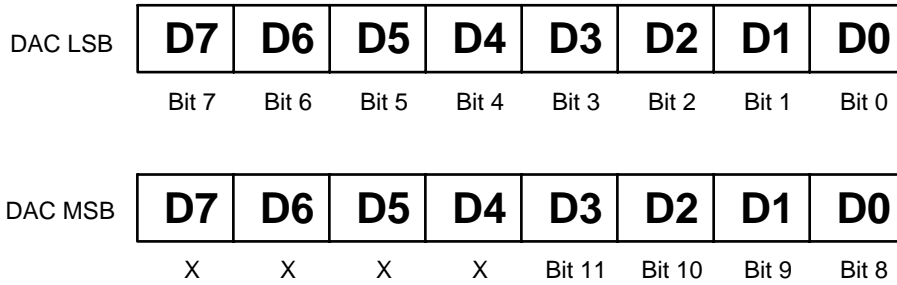 DAC LSB D7 D6 D5 D4 D3 D2 D1 D0
Bit 7 Bit 6 Bit 5 Bit 4 Bit 3 Bit 2 Bit 1 Bit 0
DAC MSB D7 D6 D5 D4 D3 D2 D1 D0
X X X X Bit 11 Bit 10 Bit 9 Bit 8